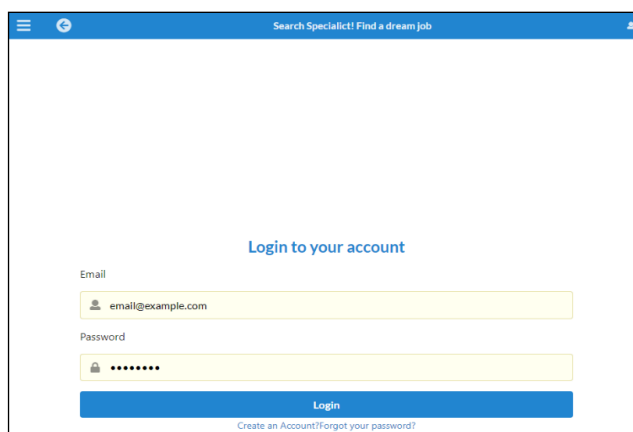 Search Specialict! Find a dream job
Login to your account
Email
email@example.com
Password
••••••••
Login
Create an Account?Forgot your password?